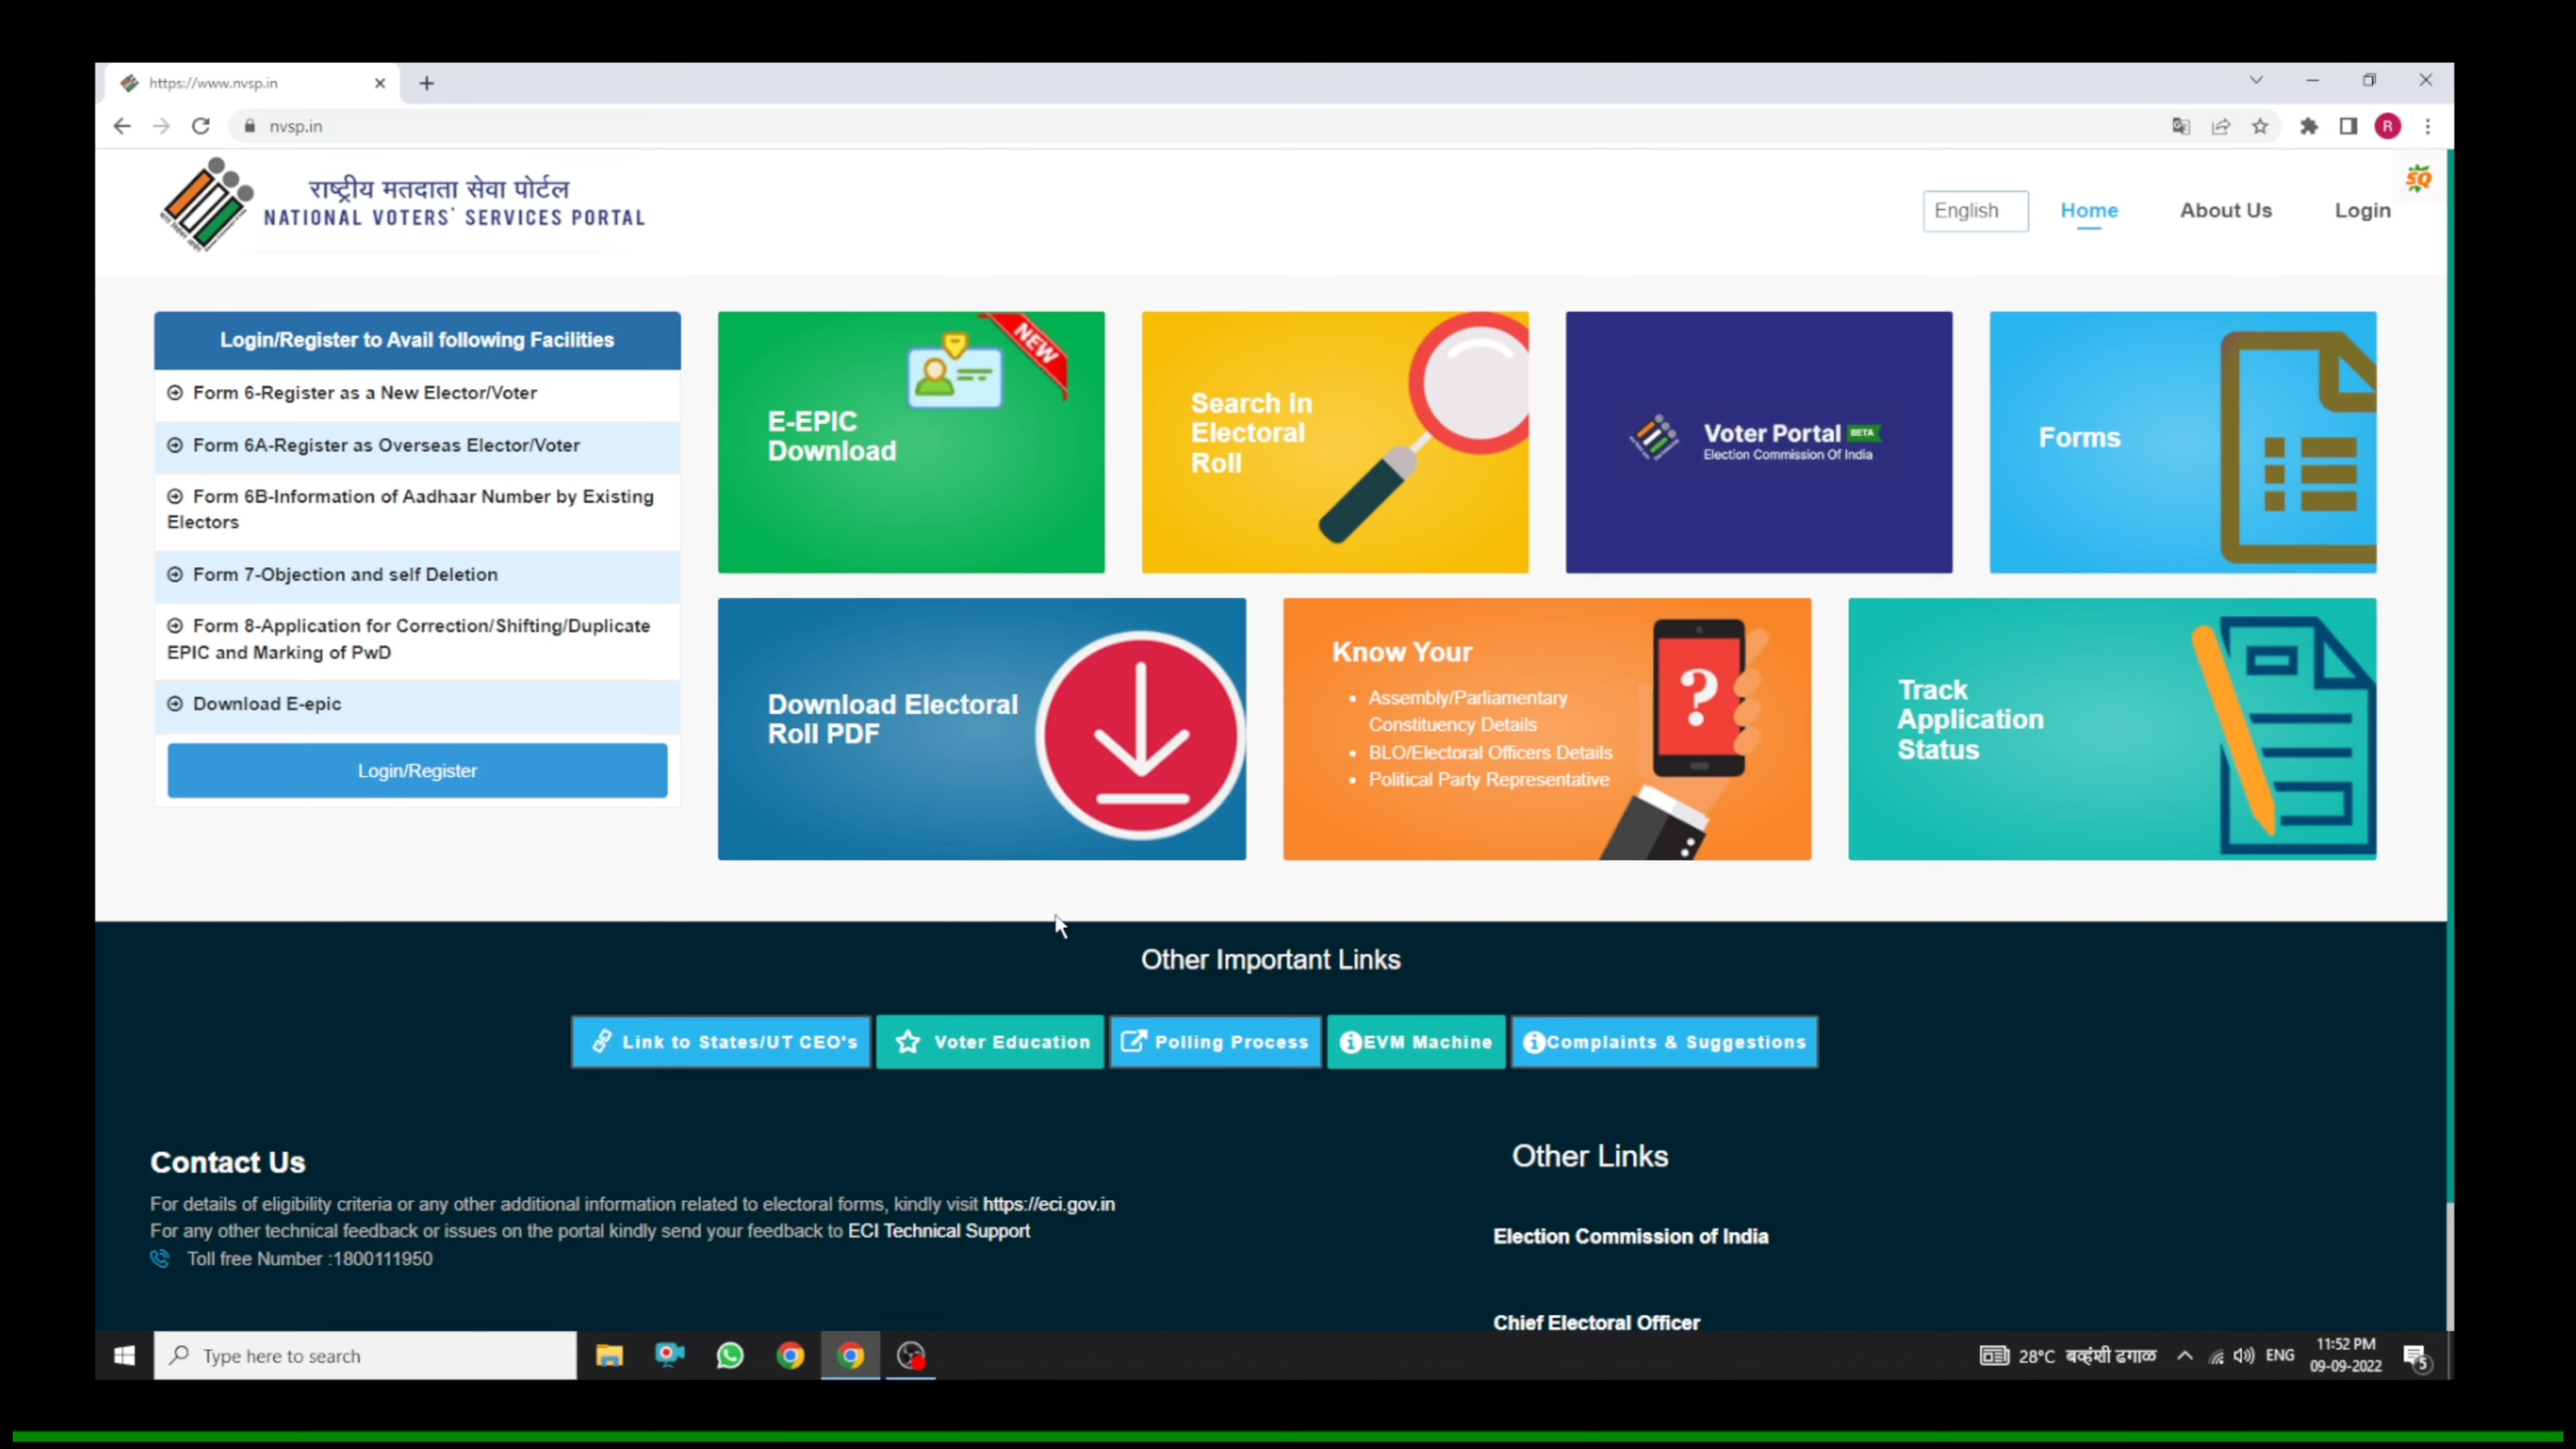 https://www.nvsp.in
nvsp.in
R
राष्ट्रीय मतदाता सेवा पोर्टल
NATIONAL VOTERS' SERVICES PORTAL
English
Home
About Us
Login
SQ
Login/Register to Avail following Facilities
Form 6-Register as a New Elector/Voter
Form 6A-Register as Overseas Elector/Voter
Form 6B-Information of Aadhaar Number by Existing
Electors
Form 7-Objection and self Deletion
Form 8-Application for Correction/Shifting/Duplicate
EPIC and Marking of PwD
Download E-epic
Login/Register
NEW
E-EPIC
Download
Search in
Electoral
Roll
Voter Portal BETA
Election Commission Of India
Forms
Download Electoral
Roll PDF
Know Your
• Assembly/Parliamentary
Constituency Details
• BLO/Electoral Officers Details
• Political Party Representative
?
Track
Application
Status
Other Important Links
Link to States/UT CEO's
Voter Education
Polling Process
EVM Machine
Complaints & Suggestions
Contact Us
For details of eligibility criteria or any other additional information related to electoral forms, kindly visit https://eci.gov.in
For any other technical feedback or issues on the portal kindly send your feedback to ECI Technical Support
Toll free Number :1800111950
Other Links
Election Commission of India
Chief Electoral Officer
Type here to search
28°C
ढगाळ
ENG
11:52 PM
09-09-2022
5